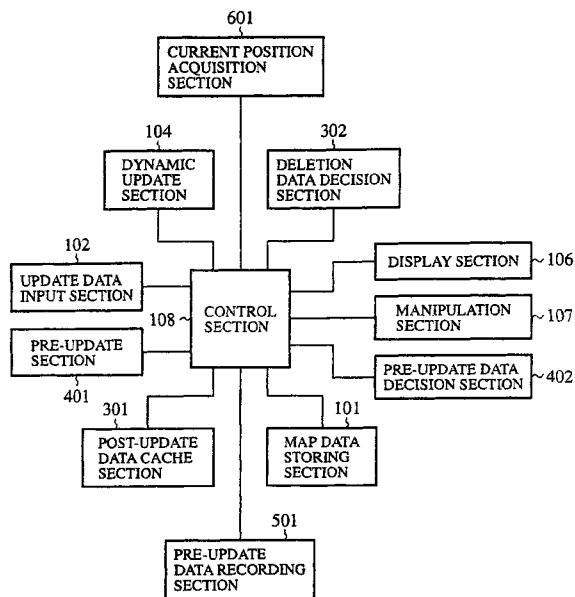 601
CURRENT POSITION
ACQUISITION
SECTION
104
DYNAMIC
UPDATE
SECTION
302
DELETION
DATA DECISION
SECTION
102
UPDATE DATA
INPUT SECTION
108
CONTROL
SECTION
DISPLAY SECTION
106
MANIPULATION
SECTION
107
PRE-UPDATE
SECTION
401
PRE-UPDATE DATA
DECISION SECTION
402
301
POST-UPDATE
DATA CACHE
SECTION
101
MAP DATA
STORING
SECTION
501
PRE-UPDATE
DATA RECORDING
SECTION